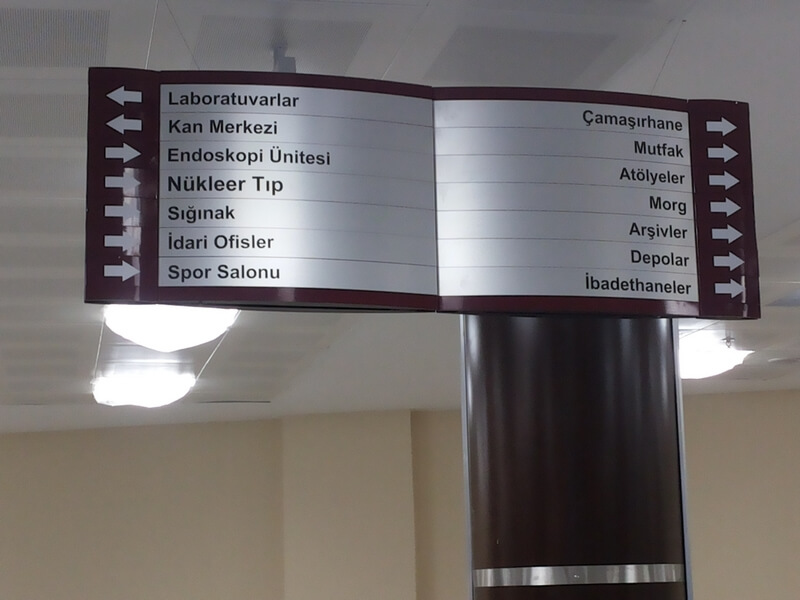 Laboratuvarlar
Kan Merkezi
Endoskopi Ünitesi
Nükleer Tıp
Sığınak
İdari Ofisler
Spor Salonu
Çamaşırhane
Mutfak
Atölyeler
Morg
Arşivler
Depolar
İbadethaneler